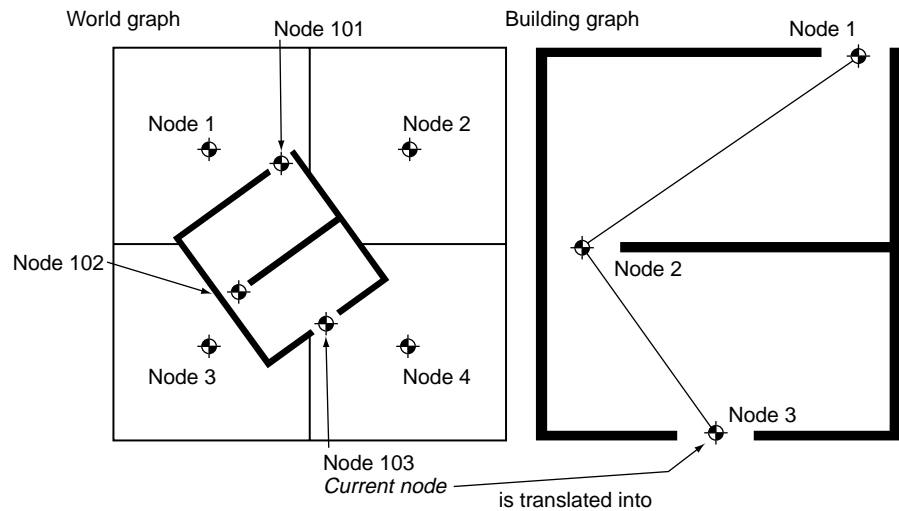 World graph
Building graph
Node 101
Node 1
Node 1
Node 2
Node 102
Node 2
Node 3
Node 4
Node 3
Node 103
Current node
is translated into